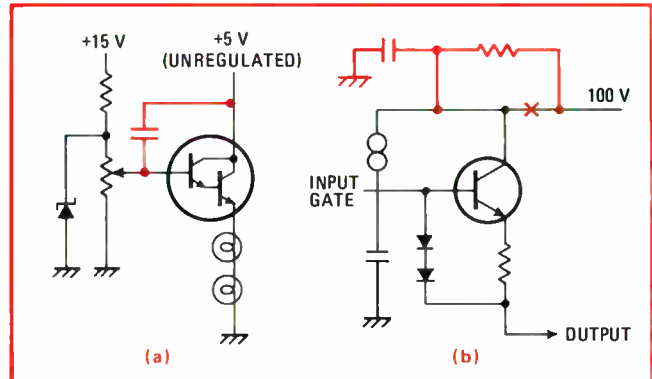 +15 V
+5 V
(UNREGULATED)
(a)
100 V
INPUT
GATE
OUTPUT
(b)